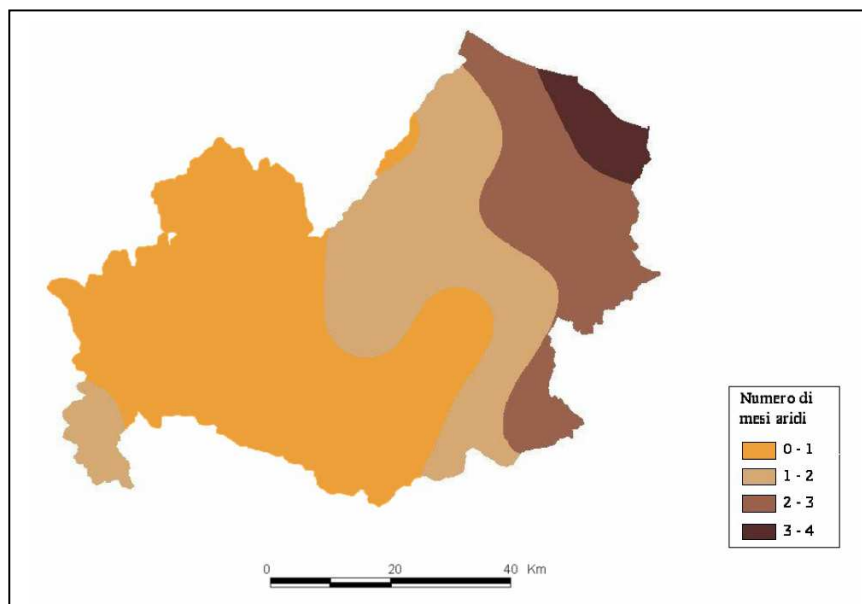 Numero di
mesi aridi
0 - 1
1 - 2
2 - 3
3 - 4
0 20 40 Km